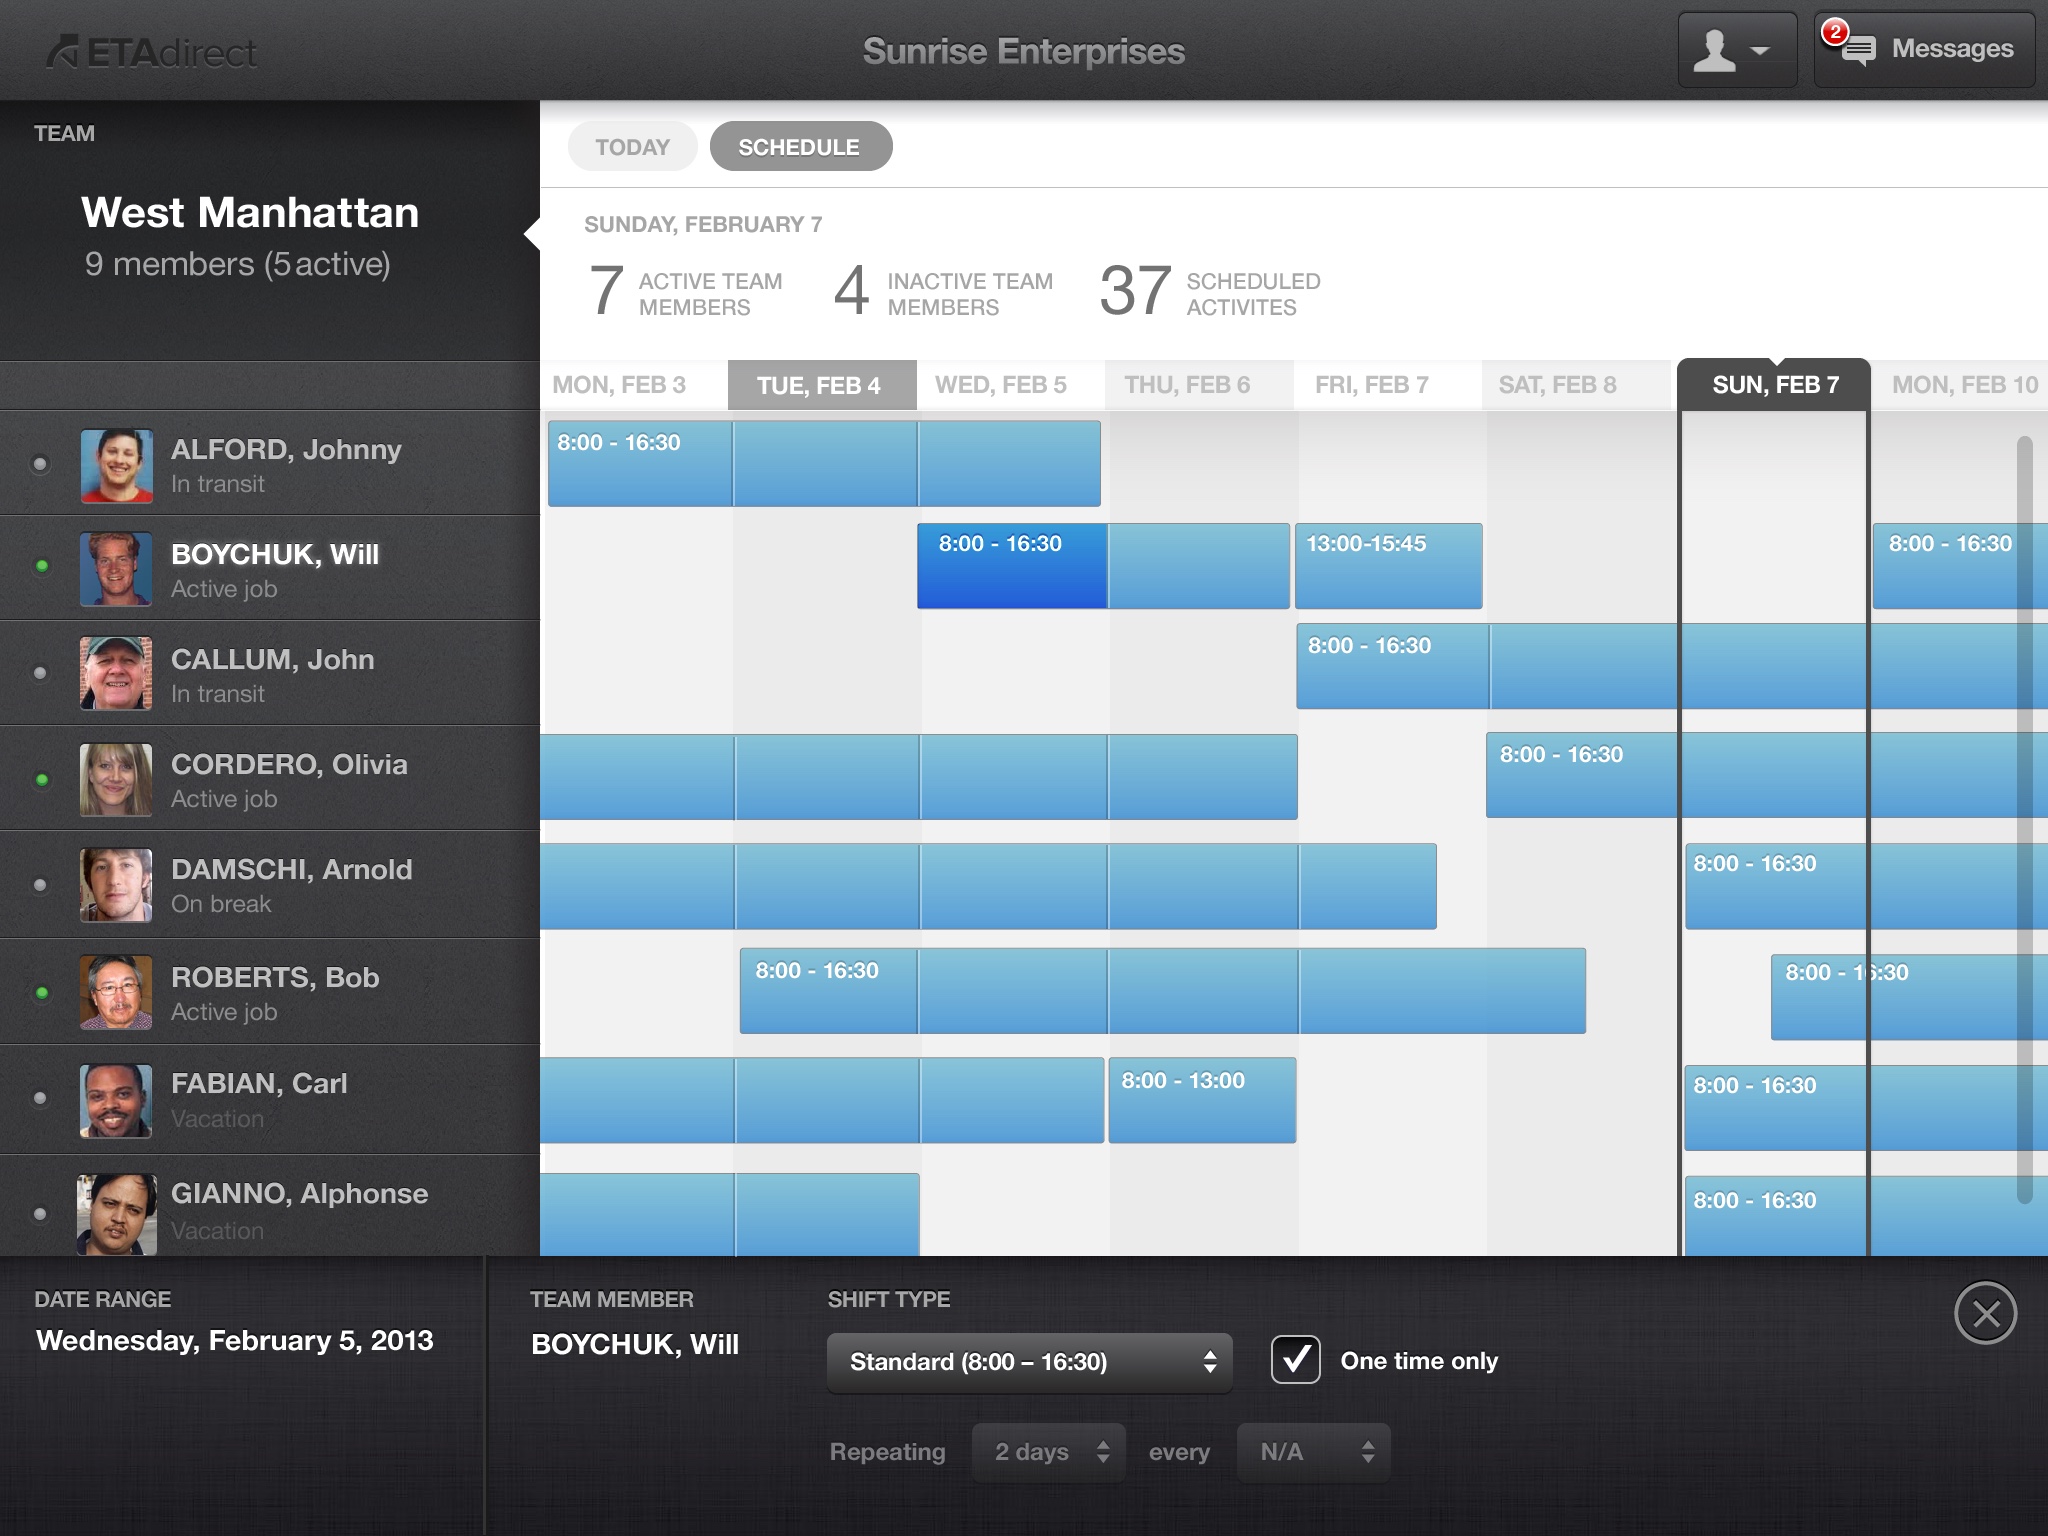 ETAdirect
Sunrise Enterprises
2
Messages
TEAM
West Manhattan
9 members (5 active)
TODAY
SCHEDULE
SUNDAY, FEBRUARY 7
7
ACTIVE TEAM
MEMBERS
4
INACTIVE TEAM
MEMBERS
37
SCHEDULED
ACTIVITES
MON, FEB 3
TUE, FEB 4
WED, FEB 5
THU, FEB 6
FRI, FEB 7
SAT, FEB 8
SUN, FEB 7
MON, FEB 10
ALFORD, Johnny
In transit
8:00 - 16:30
BOYCHUK, Will
Active job
8:00 - 16:30
13:00-15:45
8:00 - 16:30
CALLUM, John
In transit
8:00 - 16:30
CORDERO, Olivia
Active job
8:00 - 16:30
DAMSCHI, Arnold
On break
8:00 - 16:30
ROBERTS, Bob
Active job
8:00 - 16:30
8:00 - 16:30
FABIAN, Carl
Vacation
8:00 - 13:00
8:00 - 16:30
GIANNO, Alphonse
Vacation
8:00 - 16:30
DATE RANGE
Wednesday, February 5, 2013
TEAM MEMBER
BOYCHUK, Will
SHIFT TYPE
Standard (8:00 – 16:30)
One time only
Repeating
2 days
every
N/A